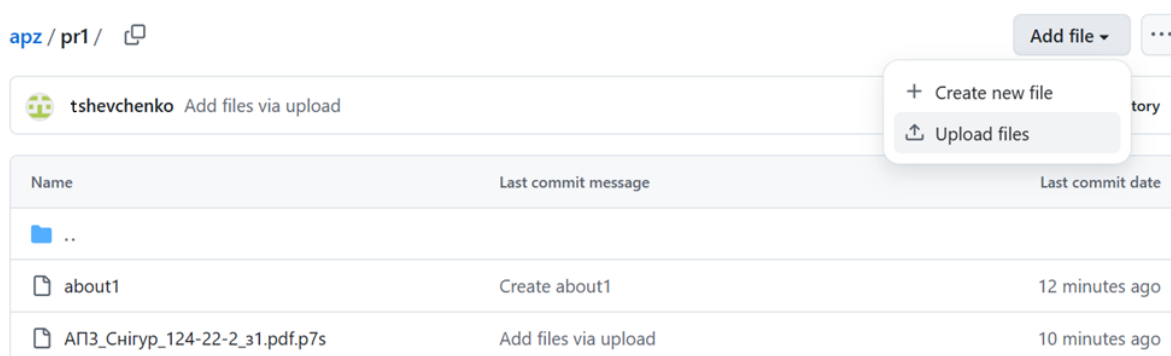 apz / pr1 /
Add file
tshevchenko Add files via upload
tory
+ Create new file
Upload files
Name Last commit message Last commit date
..
about1 Create about1 12 minutes ago
АПЗ_Снігур_124-22-2_з1.pdf.p7s Add files via upload 10 minutes ago